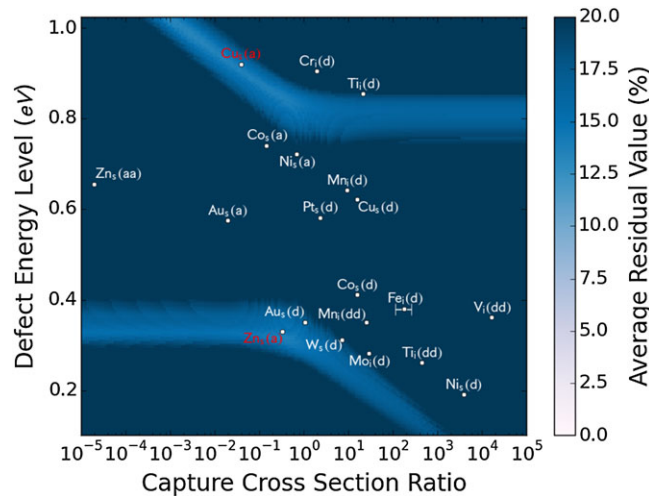 1.0
0.8
0.6
0.4
0.2
Defect Energy Level (eV)
10^-5 10^-4 10^-3 10^-2 10^-1 10^0 10^1 10^2 10^3 10^4 10^5
Capture Cross Section Ratio
Cu_s(a)
Cr_i(d)
Ti_i(d)
Co_s(a)
Ni_s(a)
Zn_s(aa)
Mn_i(d)
Au_s(a)
Pt_s(d)
Cu_s(d)
Co_s(d)
Fe_i(d)
V_i(dd)
Au_s(d)
Mn_i(dd)
Zn_s(a)
W_s(d)
Mo_i(d)
Ti_i(dd)
Ni_s(d)
20.0
17.5
15.0
12.5
10.0
7.5
5.0
2.5
0.0
Average Residual Value (%)